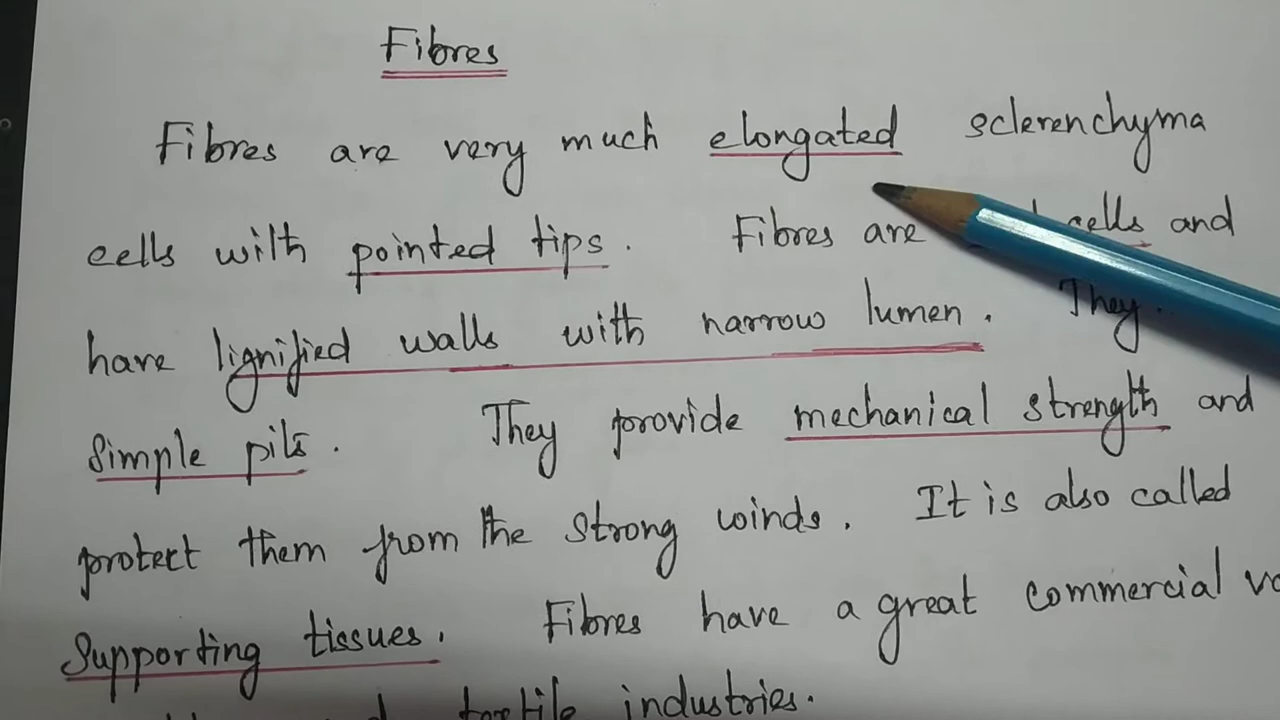 Fibres
Fibres are very much elongated sclerenchyma
cells with pointed tips. Fibres are cells and
have lignified walls with narrow lumen. They
Simple pits. They provide mechanical strength and
protect them from the strong winds. It is also called
Supporting tissues. Fibres have a great commercial
industries.